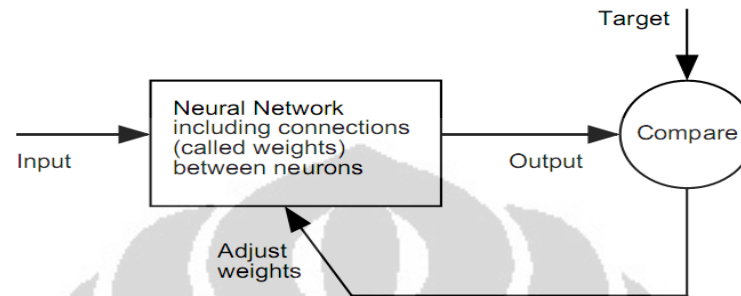 Target
Neural Network
including connections
(called weights)
between neurons
Compare
Input
Output
Adjust
weights